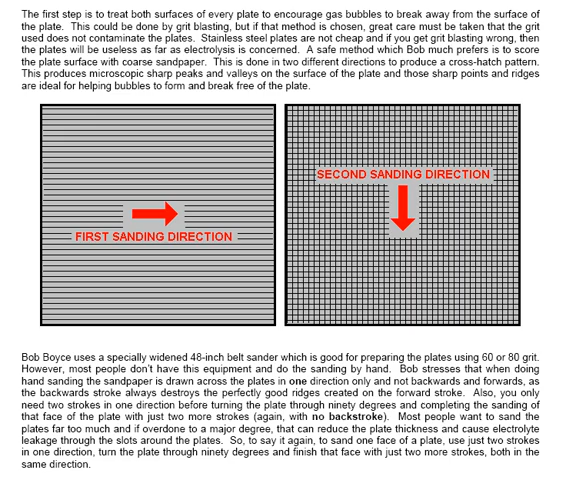 The first step is to treat both surfaces of every plate to encourage gas bubbles to break away from the surface of
the plate. This could be done by grit blasting, but if that method is chosen, great care must be taken that the grit
used does not contaminate the plates. Stainless steel plates are not cheap and if you get grit blasting wrong, then
the plates will be useless as far as electrolysis is concerned. A safe method which Bob much prefers is to score
the plate surface with coarse sandpaper. This is done in two different directions to produce a cross-hatch pattern.
This produces microscopic sharp peaks and valleys on the surface of the plate and those sharp points and ridges
are ideal for helping bubbles to form and break free of the plate.
FIRST SANDING DIRECTION
SECOND SANDING DIRECTION
Bob Boyce uses a specially widened 48-inch belt sander which is good for preparing the plates using 60 or 80 grit.
However, most people don't have this equipment and do the sanding by hand. Bob stresses that when doing
hand sanding the sandpaper is drawn across the plates in one direction only and not backwards and forwards, as
the backwards stroke always destroys the perfectly good ridges created on the forward stroke. Also, you only
need two strokes in one direction before turning the plate through ninety degrees and completing the sanding of
that face of the plate with just two more strokes (again, with no backstroke). Most people want to sand the
plates far too much and if overdone to a major degree, that can reduce the plate thickness and cause electrolyte
leakage through the slots around the plates. So, to say it again, to sand one face of a plate, use just two strokes
in one direction, turn the plate through ninety degrees and finish that face with just two more strokes, both in the
same direction.